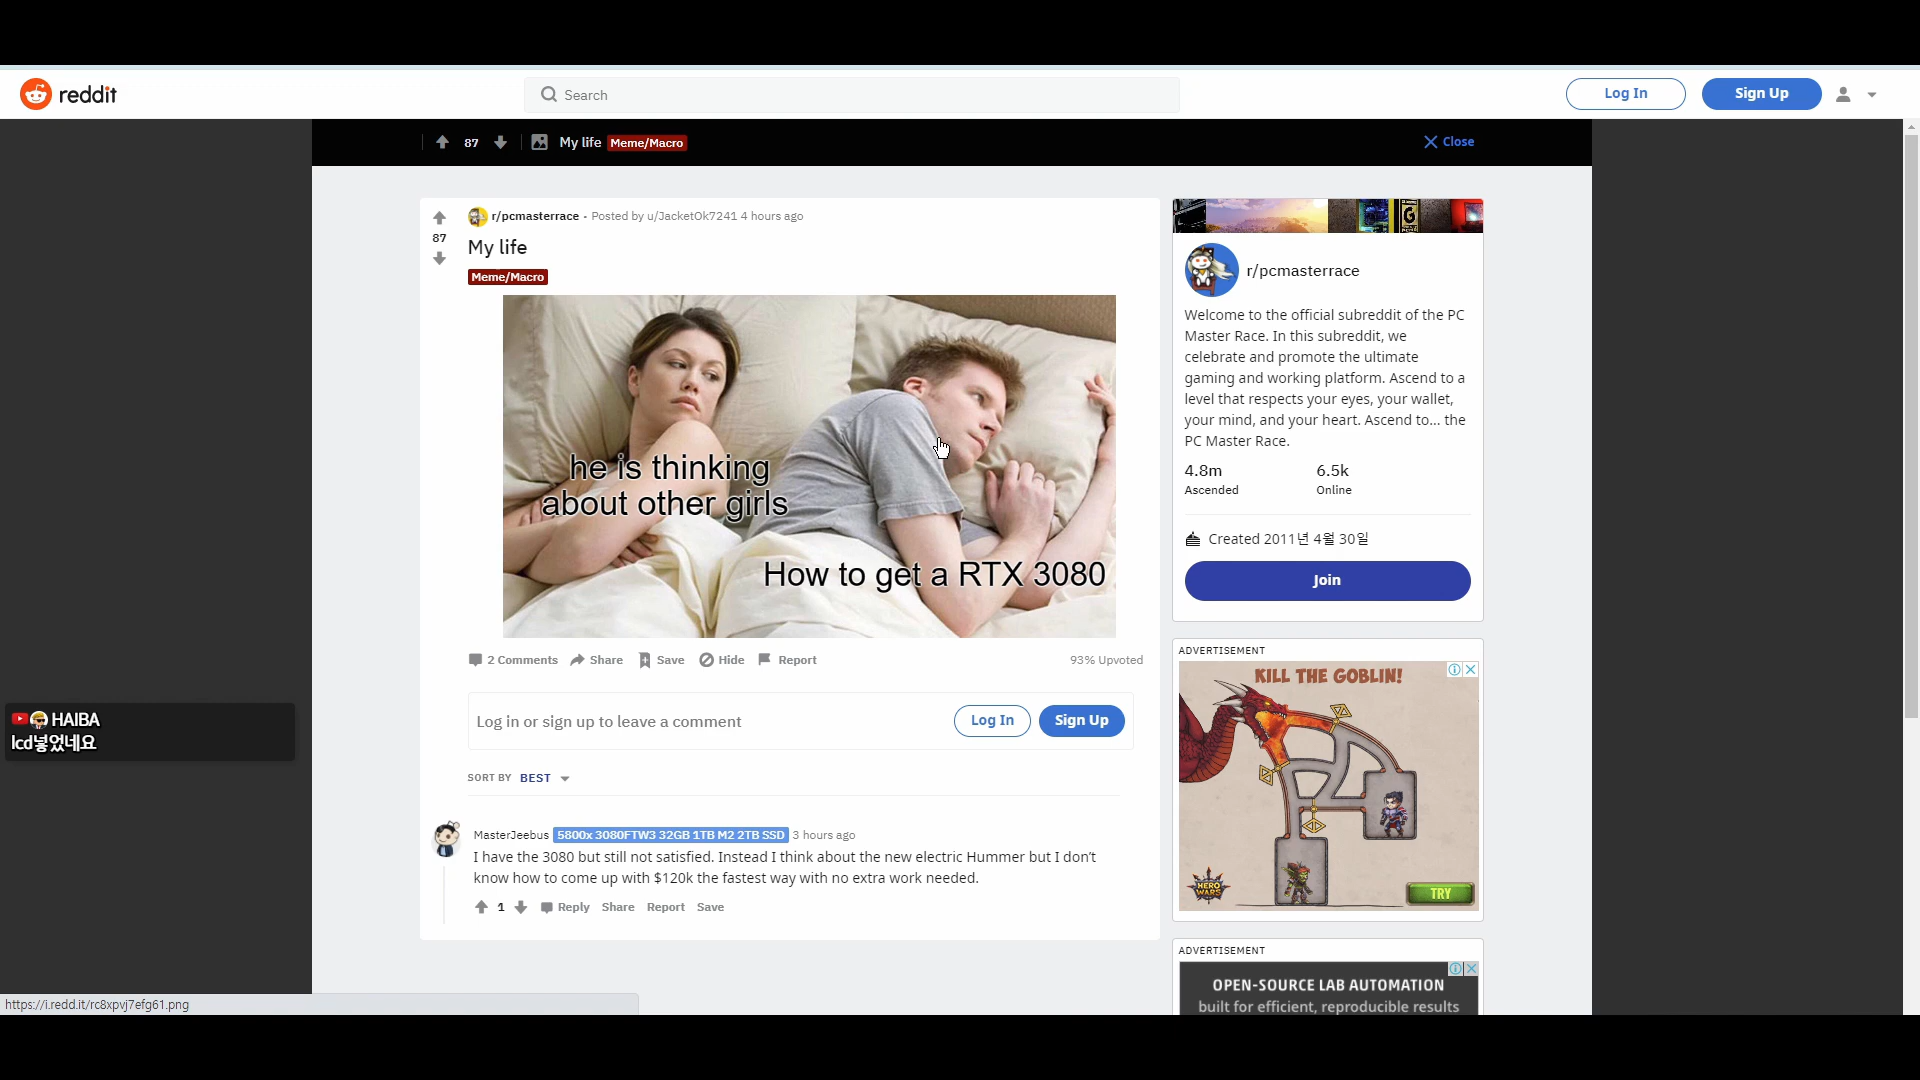 reddit
Search
Log In
Sign Up
87
My life Meme/Macro
Close
r/pcmasterrace · Posted by u/JacketOk7241 4 hours ago
87
My life
Meme/Macro
he is thinking
about other girls
How to get a RTX 3080
2 Comments Share Save Hide Report
93% Upvoted
Log in or sign up to leave a comment
Log In
Sign Up
SORT BY BEST
MasterJeebus 5800x 3080FTW3 32GB 1TB M2 2TB SSD 3 hours ago
I have the 3080 but still not satisfied. Instead I think about the new electric Hummer but I don't
know how to come up with $120k the fastest way with no extra work needed.
1 Reply Share Report Save
r/pcmasterrace
Welcome to the official subreddit of the PC
Master Race. In this subreddit, we
celebrate and promote the ultimate
gaming and working platform. Ascend to a
level that respects your eyes, your wallet,
your mind, and your heart. Ascend to... the
PC Master Race.
4.8m 6.5k
Ascended Online
Created 2011년 4월 30일
Join
ADVERTISEMENT
KILL THE GOBLIN!
HERO
WARS
TRY
ADVERTISEMENT
OPEN-SOURCE LAB AUTOMATION
built for efficient, reproducible results
HAIBA
lcd넣었네요
https://i.redd.it/rc8xpvj7efg61.png